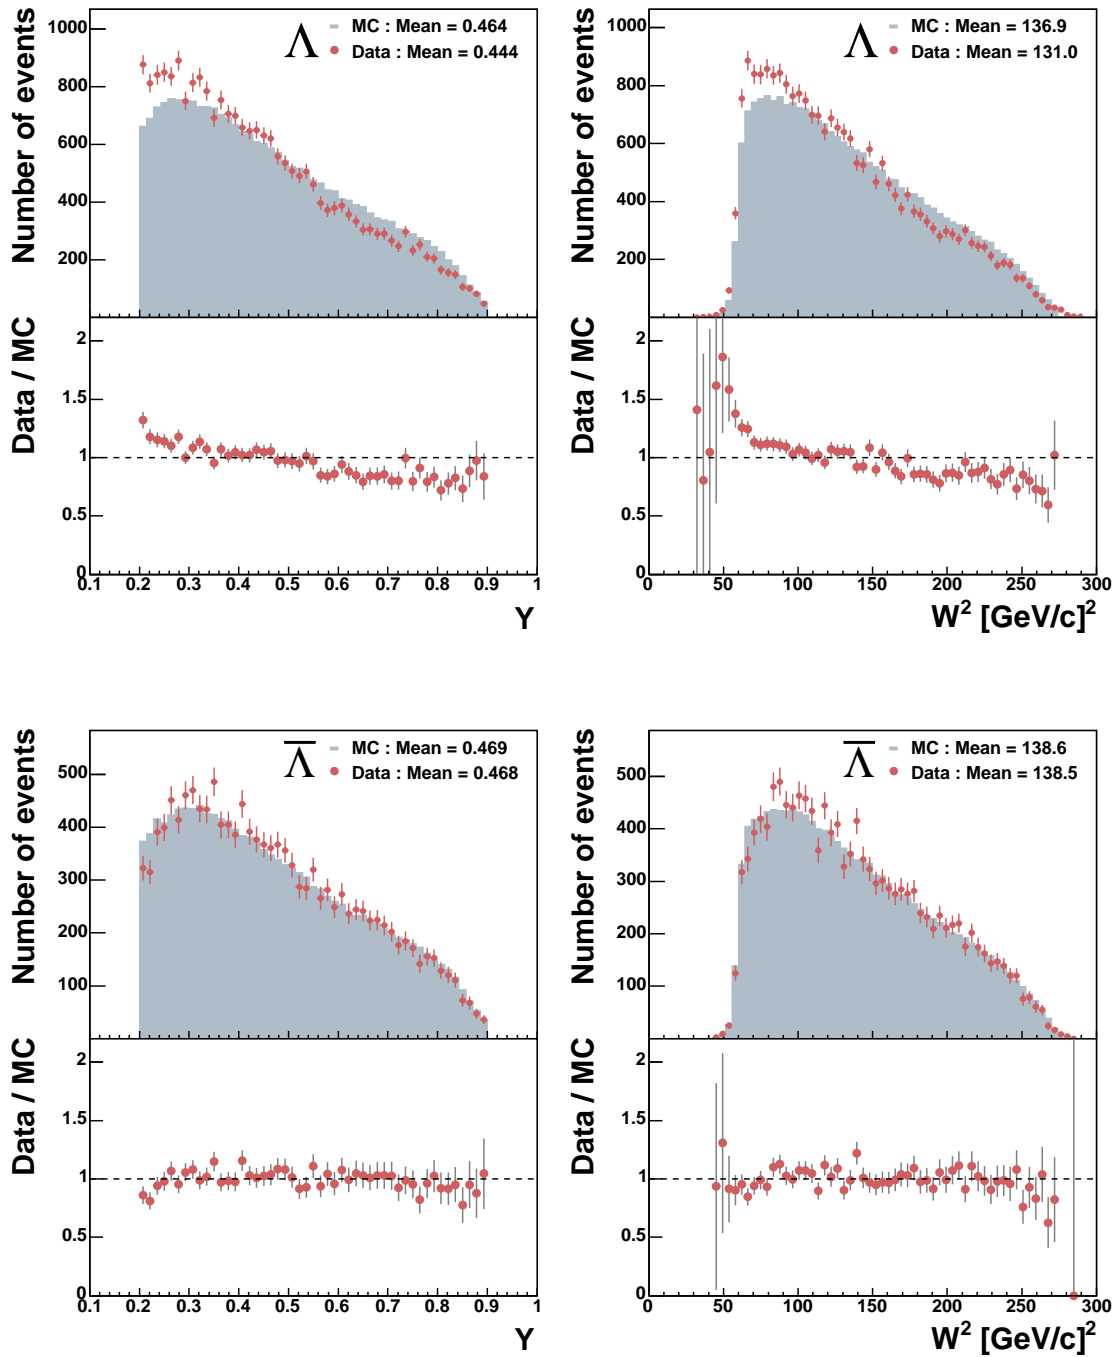 Number of events
1000
800
600
400
200
Λ
MC : Mean = 0.464
Data : Mean = 0.444
Data / MC
2
1.5
1
0.5
0
0.1 0.2 0.3 0.4 0.5 0.6 0.7 0.8 0.9 1
Y
Number of events
1000
800
600
400
200
Λ
MC : Mean = 136.9
Data : Mean = 131.0
Data / MC
2
1.5
1
0.5
0
0 50 100 150 200 250 300
W² [GeV/c]²
Number of events
500
400
300
200
100
Λ̅
MC : Mean = 0.469
Data : Mean = 0.468
Data / MC
2
1.5
1
0.5
0
0.1 0.2 0.3 0.4 0.5 0.6 0.7 0.8 0.9 1
Y
Number of events
500
400
300
200
100
Λ̅
MC : Mean = 138.6
Data : Mean = 138.5
Data / MC
2
1.5
1
0.5
0
0 50 100 150 200 250 300
W² [GeV/c]²